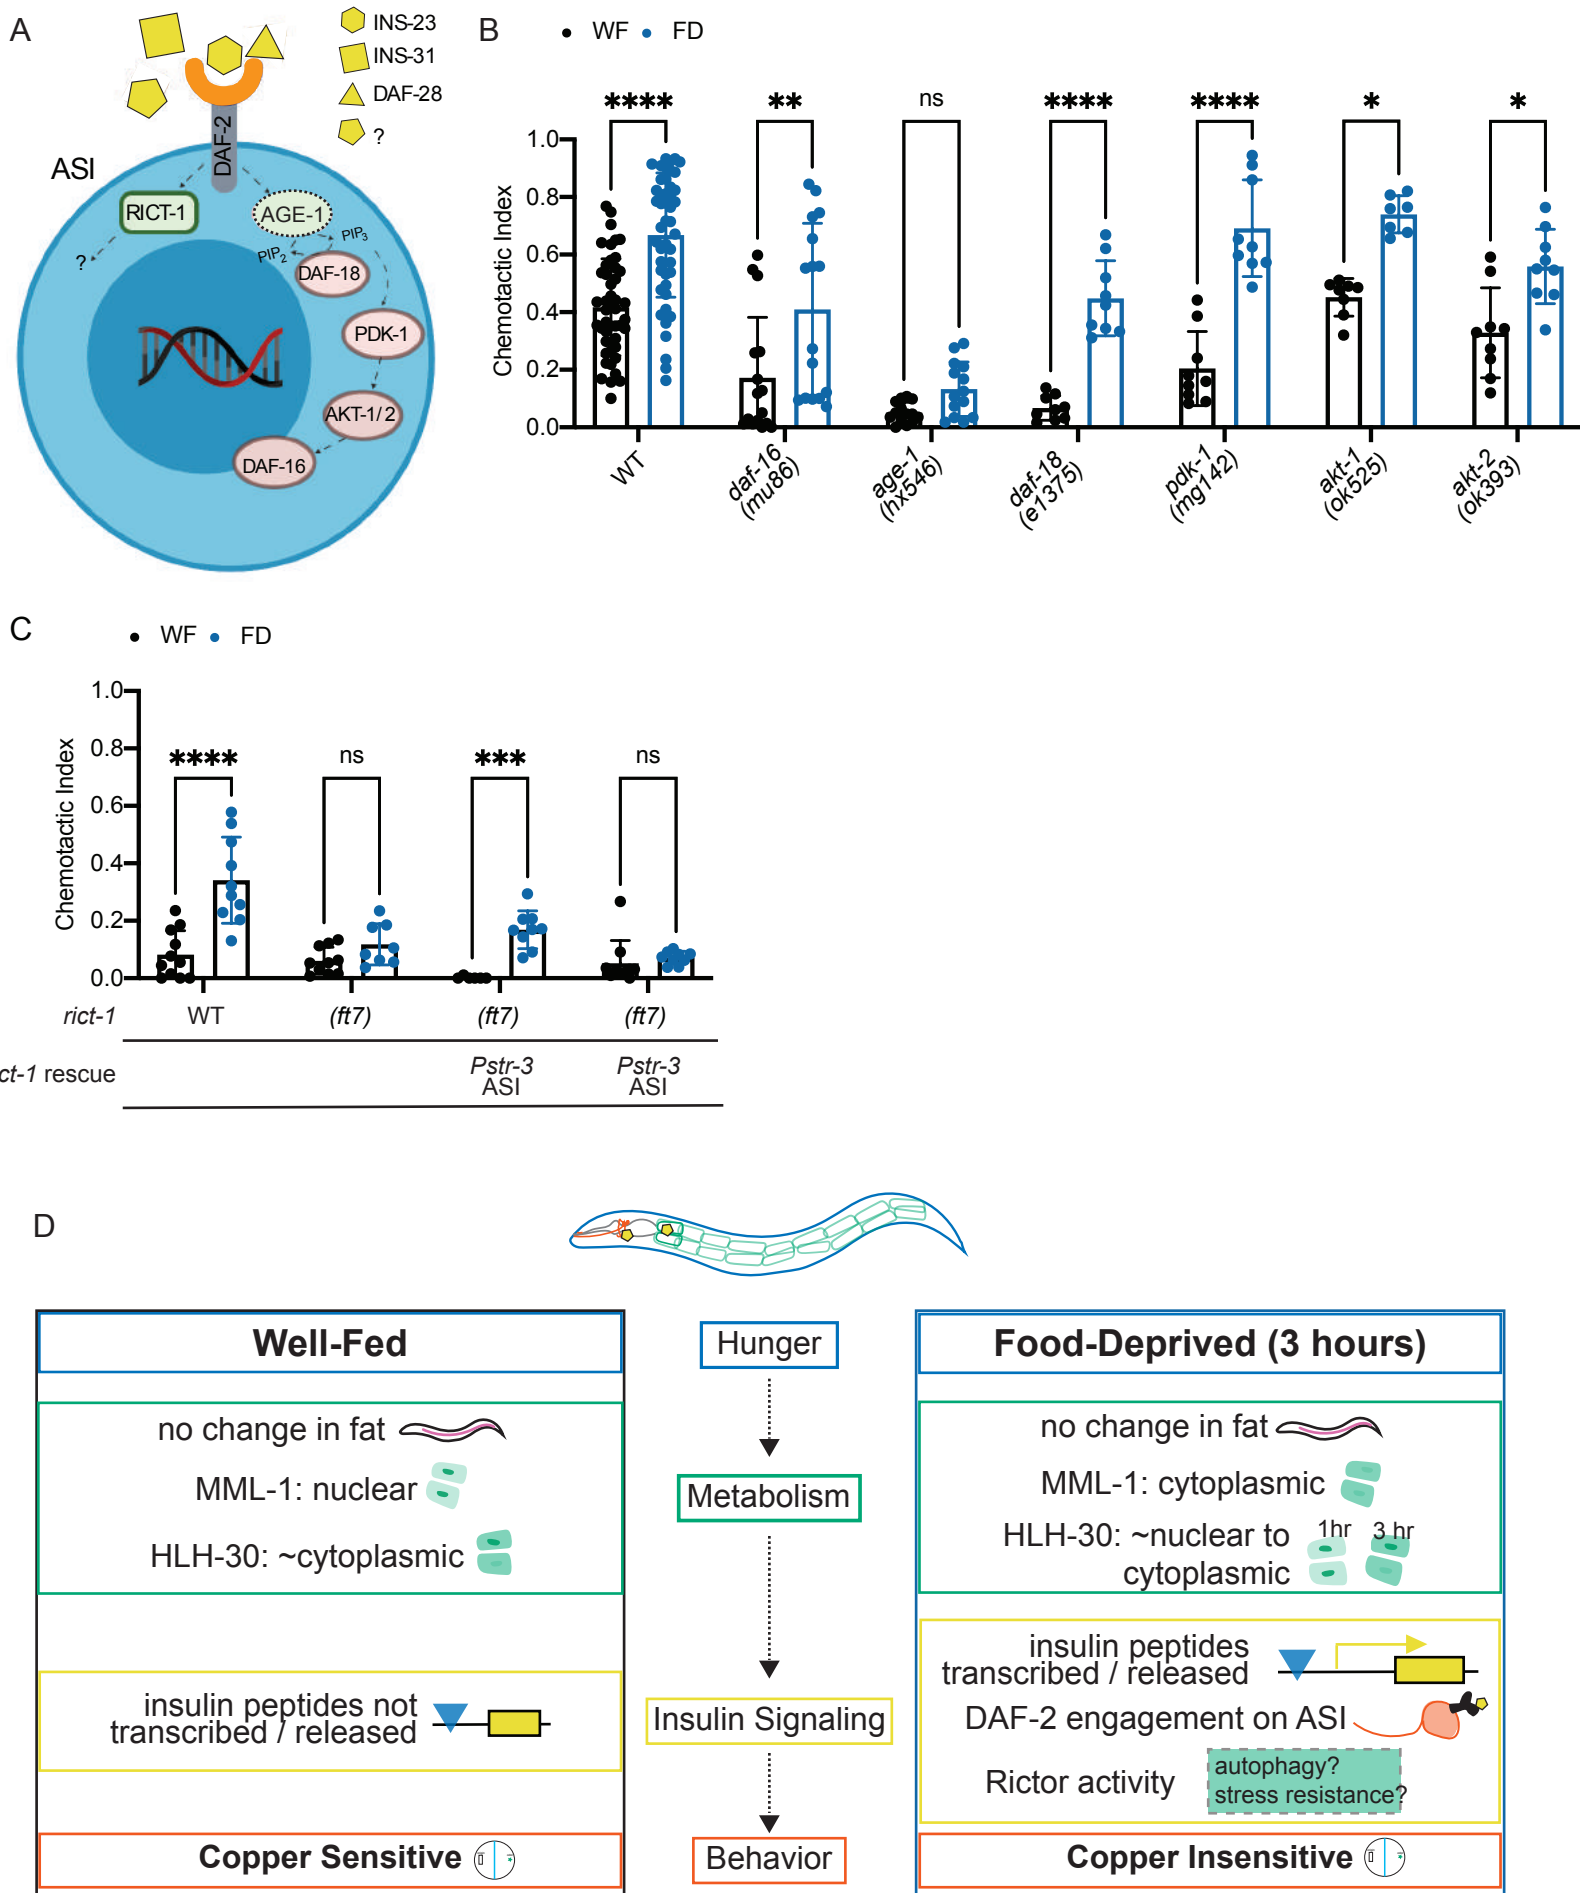 A
INS-23
INS-31
DAF-28
?
DAF-2
ASI
RICT-1
AGE-1
?
PIP2
PIP3
DAF-18
PDK-1
AKT-1/2
DAF-16
B
WF FD
**** ** ns **** **** * *
Chemotactic Index
1.0
0.8
0.6
0.4
0.2
0.0
WT
daf-16
(mu86)
age-1
(hx546)
daf-18
(e1375)
pdk-1
(mg142)
akt-1
(ok525)
akt-2
(ok393)
C
WF FD
**** ns *** ns
Chemotactic Index
1.0
0.8
0.6
0.4
0.2
0.0
rict-1 WT (ft7) (ft7) (ft7)
ct-1 rescue Pstr-3 Pstr-3
ASI ASI
D
Well-Fed
no change in fat
MML-1: nuclear
HLH-30: ~cytoplasmic
insulin peptides not
transcribed / released
Copper Sensitive
Hunger
Metabolism
Insulin Signaling
Behavior
Food-Deprived (3 hours)
no change in fat
MML-1: cytoplasmic
HLH-30: ~nuclear to 1hr 3 hr
cytoplasmic
insulin peptides
transcribed / released
DAF-2 engagement on ASI
Rictor activity
autophagy?
stress resistance?
Copper Insensitive